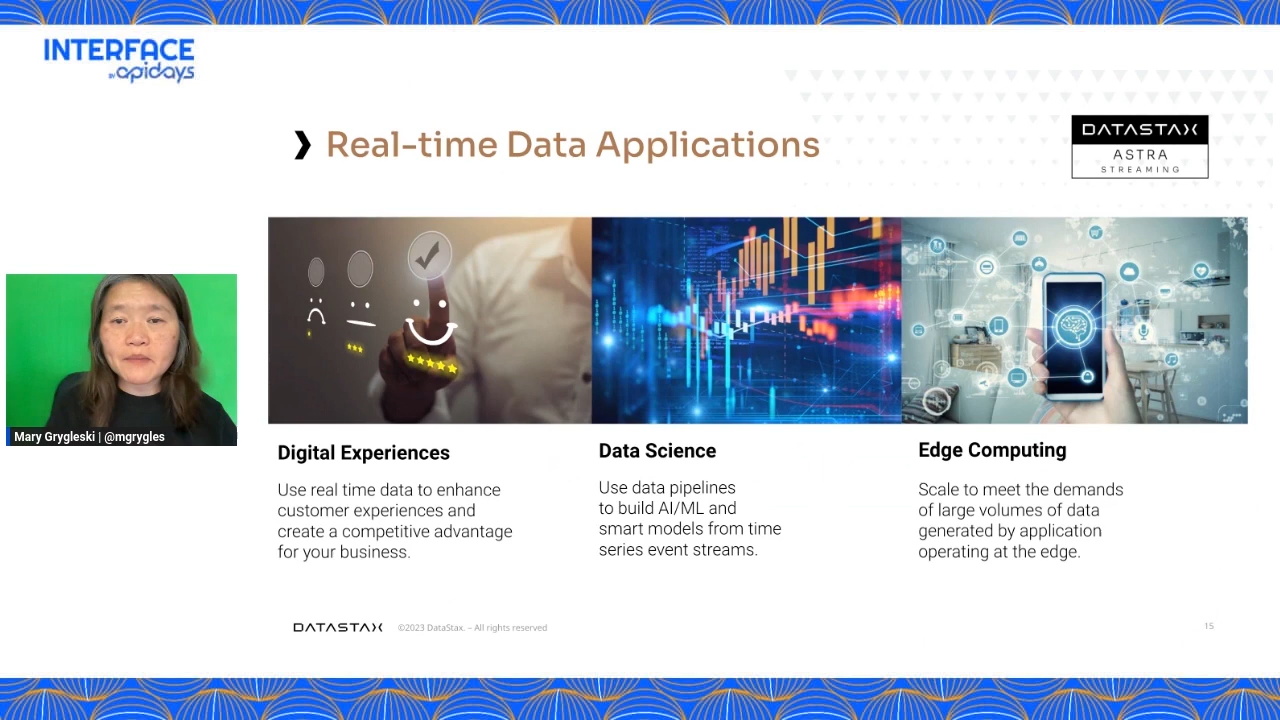 INTERFACE
BY apidays
Real-time Data Applications
DATASTAX
ASTRA
STREAMING
Mary Grygleski | @mgrygles
Digital Experiences
Use real time data to enhance
customer experiences and
create a competitive advantage
for your business.
Data Science
Use data pipelines
to build AI/ML and
smart models from time
series event streams.
Edge Computing
Scale to meet the demands
of large volumes of data
generated by application
operating at the edge.
DATASTAX ©2023 DataStax. – All rights reserved
15